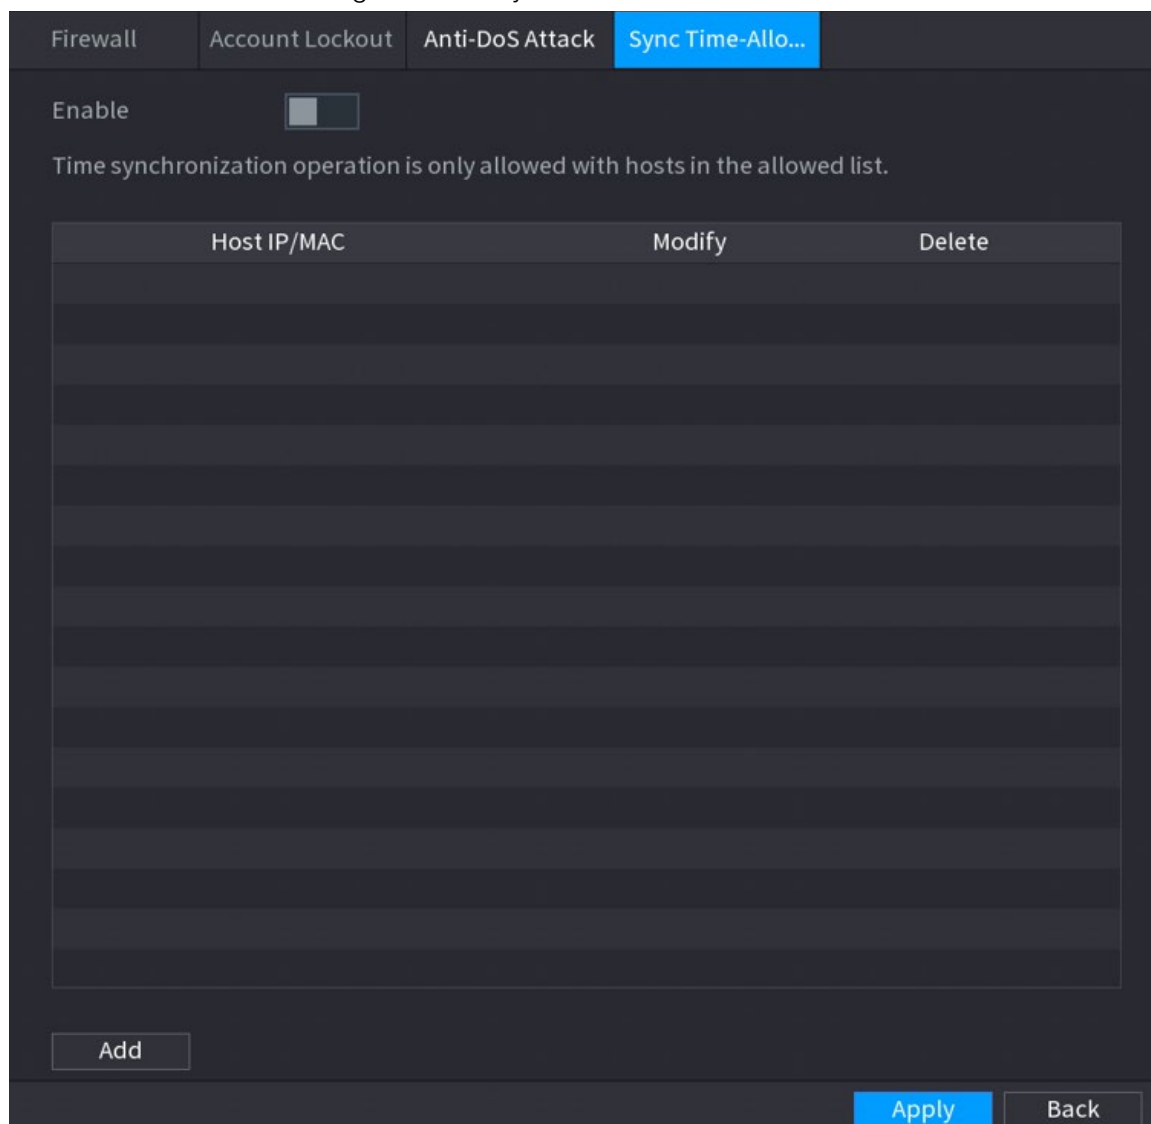 Firewall Account Lockout Anti-DoS Attack Sync Time-Allo...
Enable
Time synchronization operation is only allowed with hosts in the allowed list.
Host IP/MAC Modify Delete
Add
Apply Back